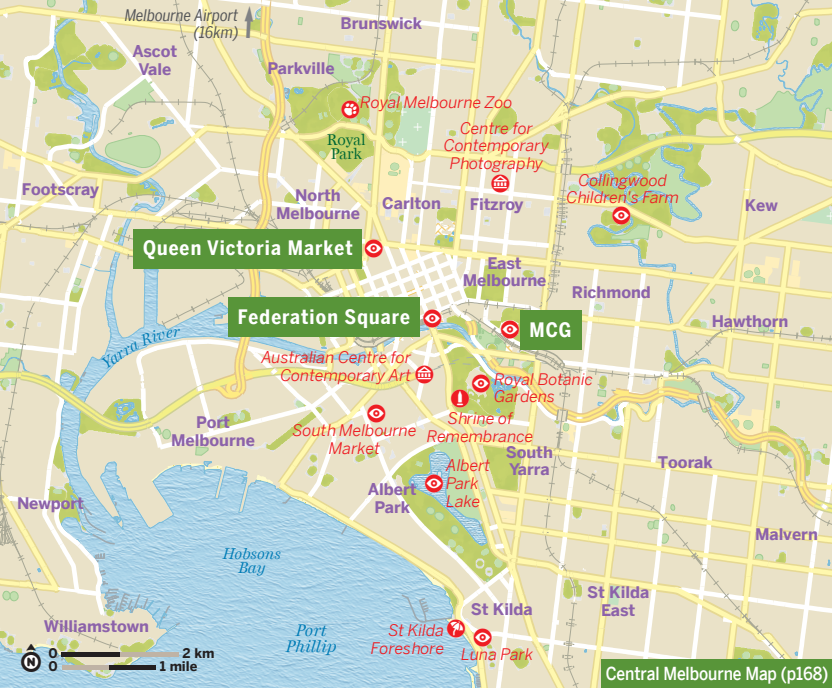 Melbourne Airport
(16km)
Brunswick
Ascot
Vale
Parkville
Royal Melbourne Zoo
Centre for
Contemporary
Photography
Royal
Park
Collingwood
Children's Farm
Footscray
North
Melbourne
Carlton
Fitzroy
Kew
Queen Victoria Market
East
Melbourne
Richmond
Federation Square
MCG
Hawthorn
Yarra River
Australian Centre for
Contemporary Art
Royal Botanic
Gardens
Shrine of
Remembrance
South Melbourne
Market
Port
Melbourne
South
Yarra
Toorak
Albert
Park
Lake
Albert
Park
Newport
Malvern
Hobsons
Bay
St Kilda
St Kilda
East
Williamstown
Port
Phillip
St Kilda
Foreshore
Luna Park
N
0 2 km
0 1 mile
Central Melbourne Map (p168)